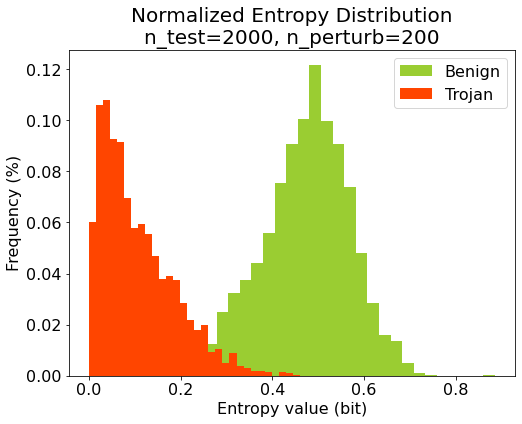 Normalized Entropy Distribution
n_test=2000, n_perturb=200
Benign
Trojan
Frequency (%)
0.12
0.10
0.08
0.06
0.04
0.02
0.00
0.0 0.2 0.4 0.6 0.8
Entropy value (bit)